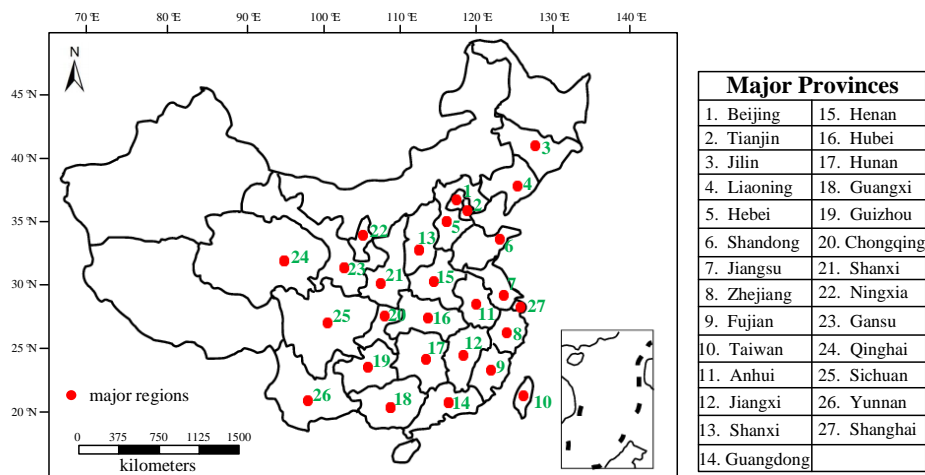 70 °E 80 °E 90 °E 100 °E 110 °E 120 °E 130 °E 140 °E
N
45 °N
40 °N
35 °N
30 °N
25 °N
20 °N
3
4
1
2
5
6
13
22
24
23
21
15
7
27
11
25
20
16
8
12
17
19
9
26
18
14
10
major regions
0 375 750 1125 1500
kilometers
Major Provinces
1. Beijing 15. Henan
2. Tianjin 16. Hubei
3. Jilin 17. Hunan
4. Liaoning 18. Guangxi
5. Hebei 19. Guizhou
6. Shandong 20. Chongqing
7. Jiangsu 21. Shanxi
8. Zhejiang 22. Ningxia
9. Fujian 23. Gansu
10. Taiwan 24. Qinghai
11. Anhui 25. Sichuan
12. Jiangxi 26. Yunnan
13. Shanxi 27. Shanghai
14. Guangdong